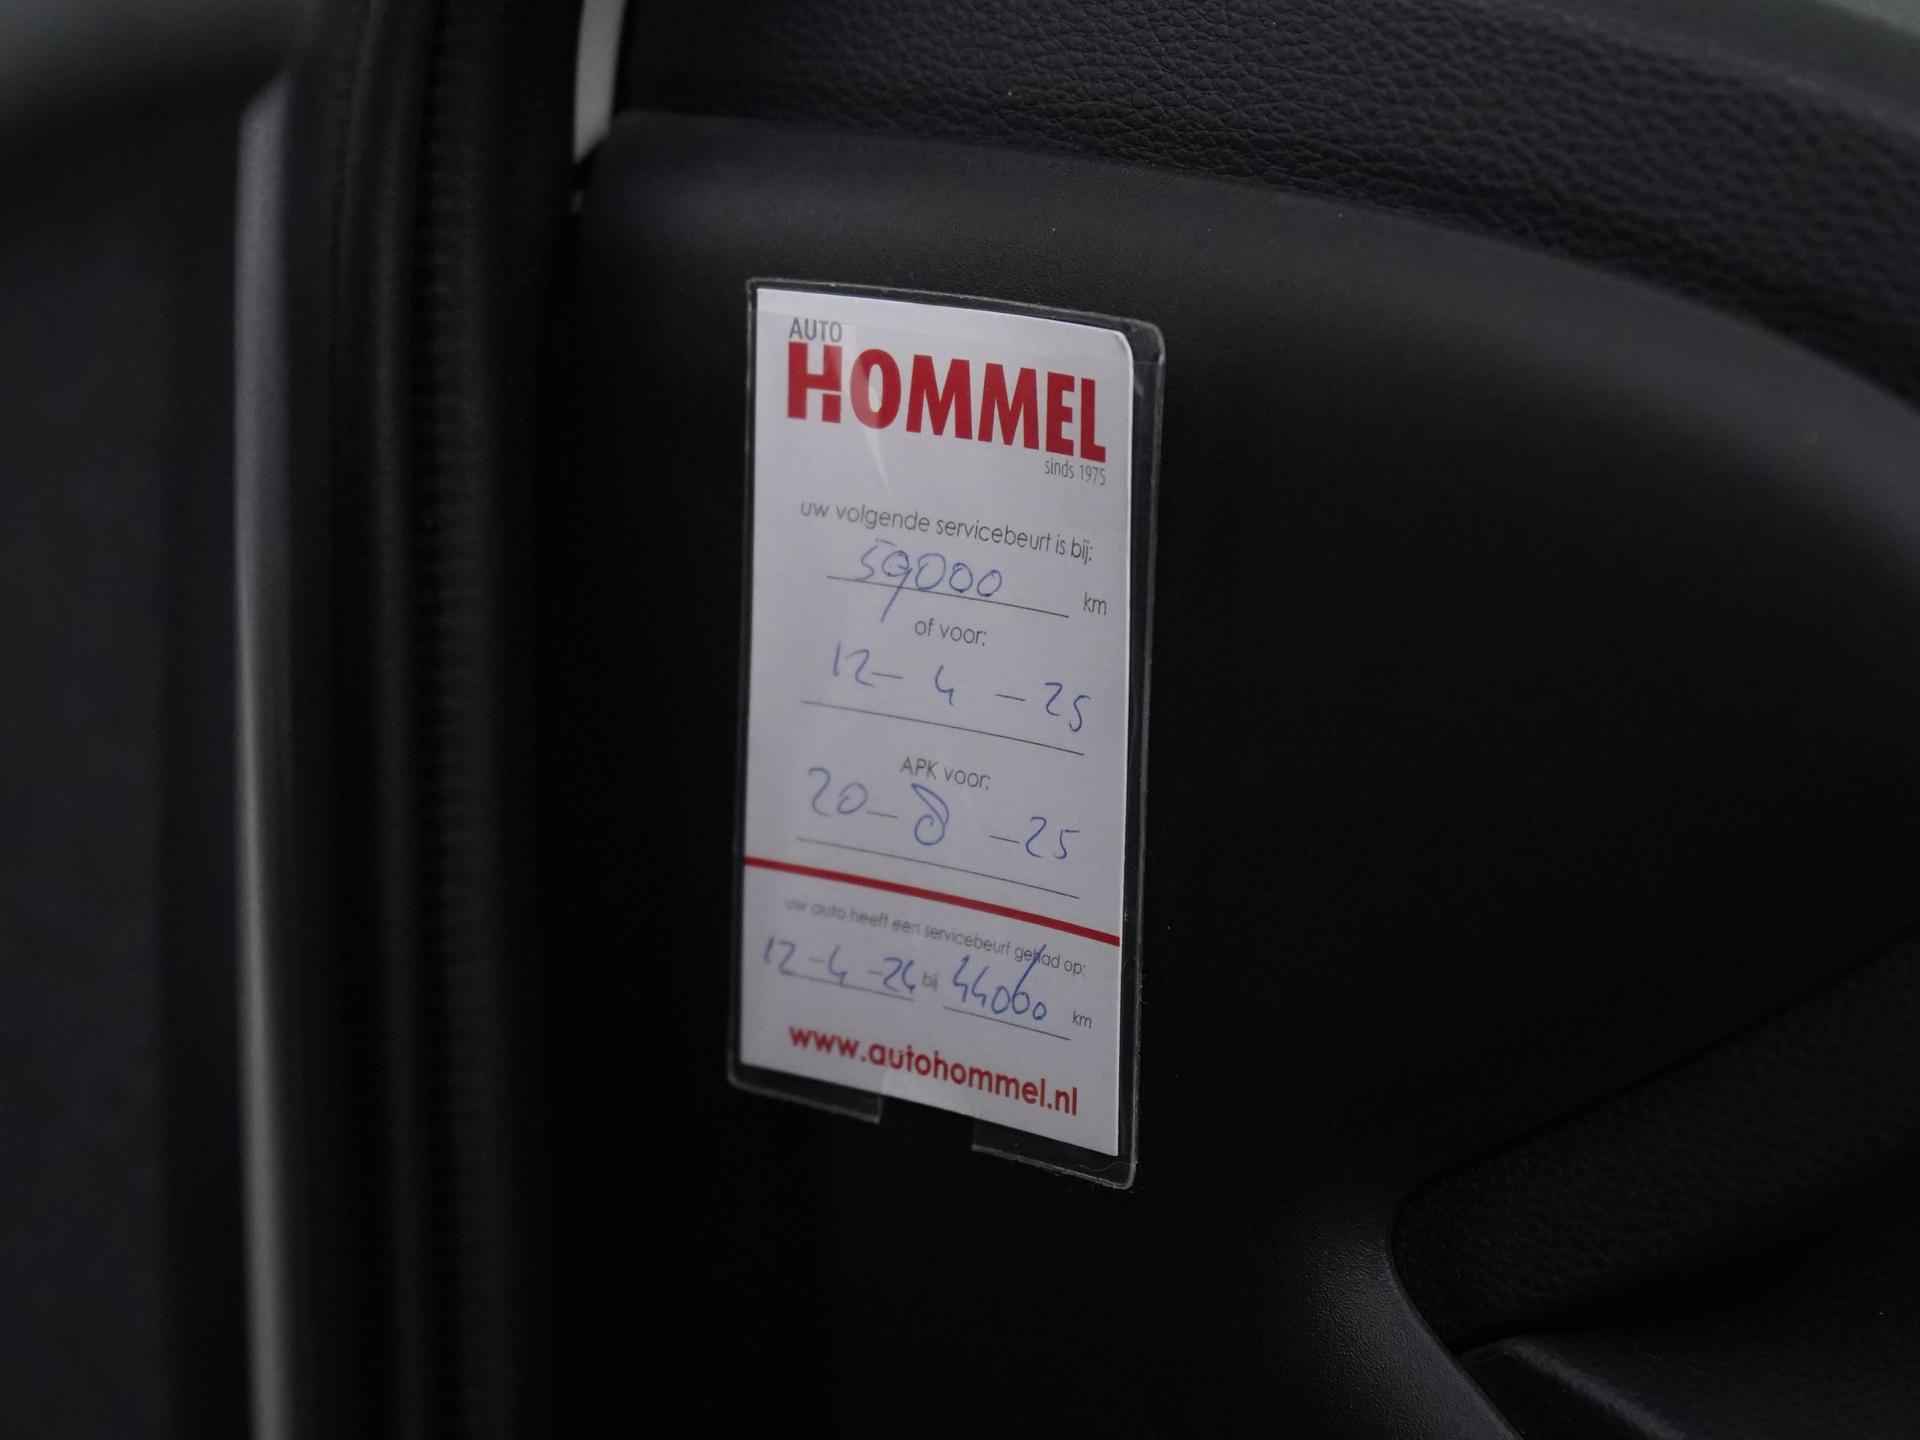 AUTO
HOMMEL
sinds 1975
uw volgende servicebeurt is bij:
59000 km
of voor:
12-4-25
APK voor:
20-8-25
uw auto heeft een servicebeurt gehad op:
12-4-24 bij 44060 km
www.autohommel.nl